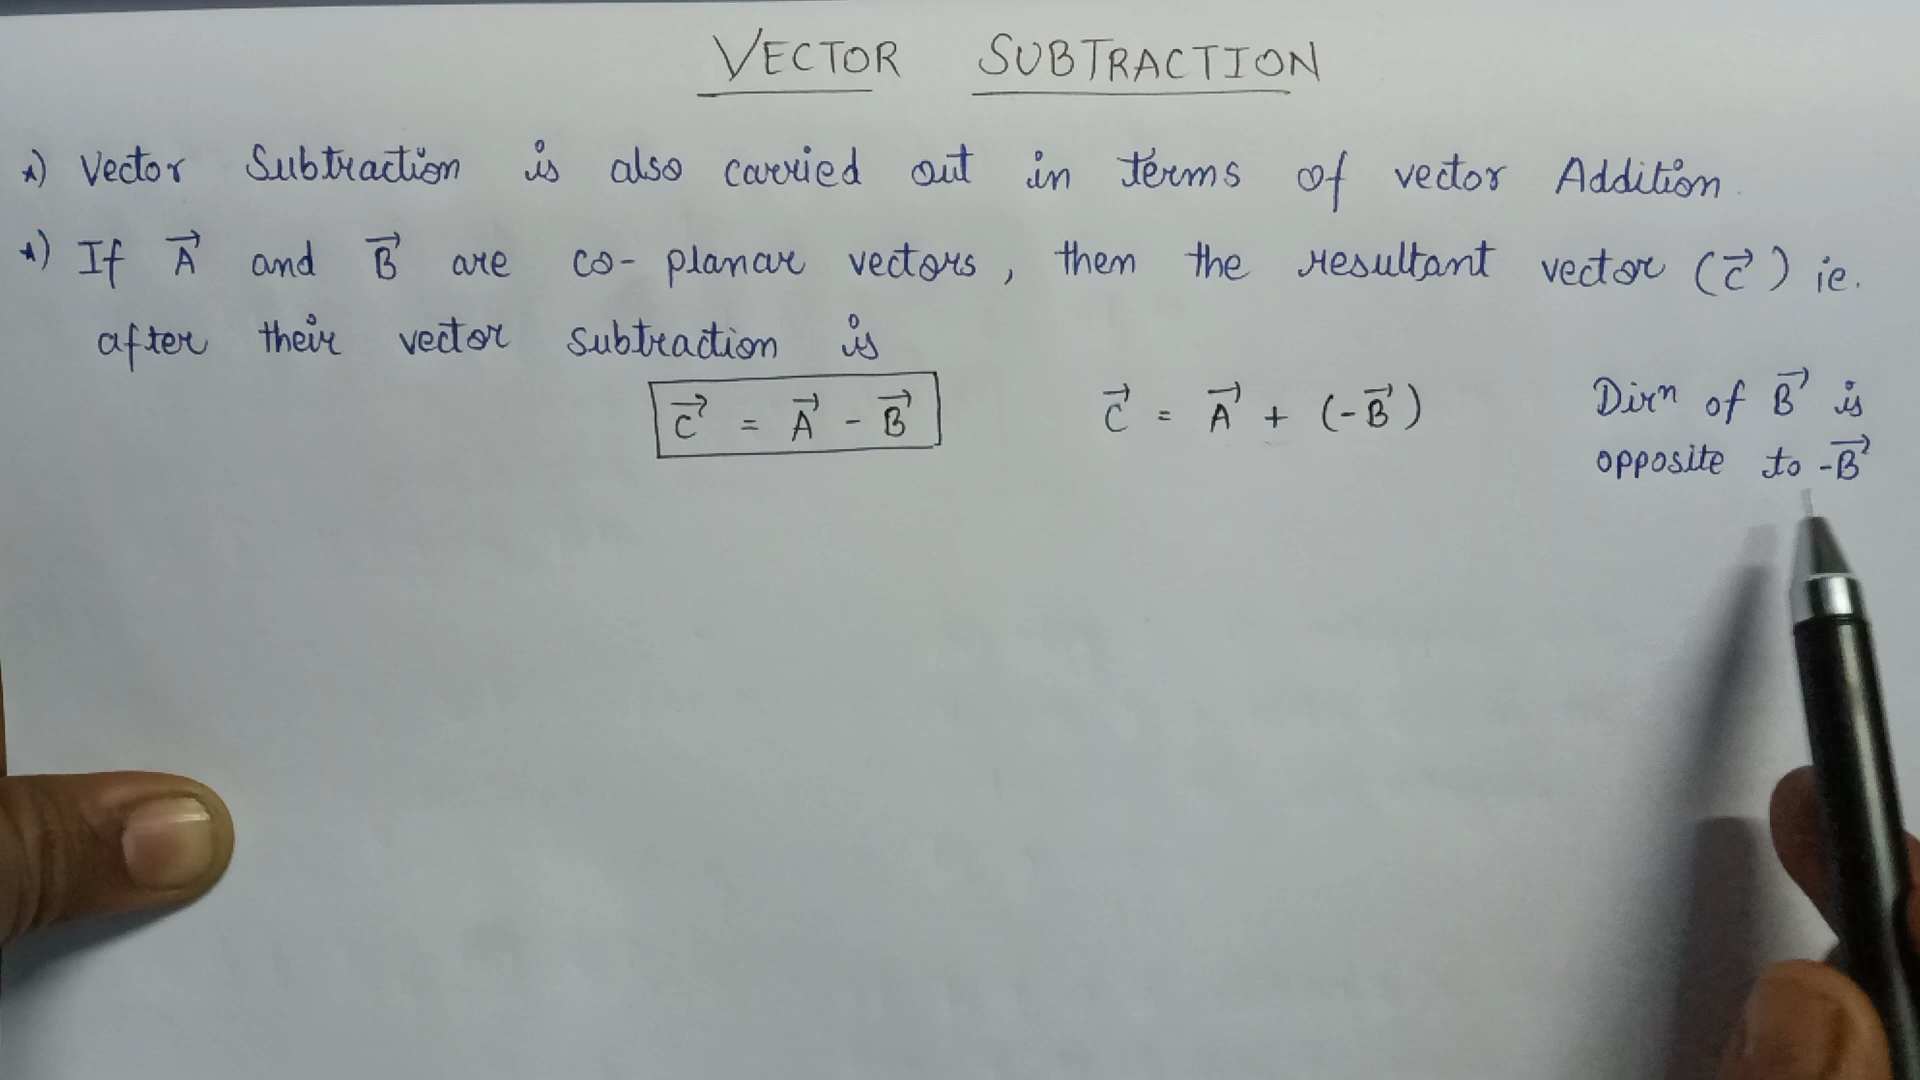 VECTOR SUBTRACTION
*) Vector Subtraction is also carried out in terms of vector Addition.
*) If A⃗ and B⃗ are co-planar vectors, then the resultant vector (C⃗) ie.
after their vector subtraction is
C⃗ = A⃗ - B⃗
C⃗ = A⃗ + (-B⃗)
Dirn of B⃗ is
opposite to -B⃗